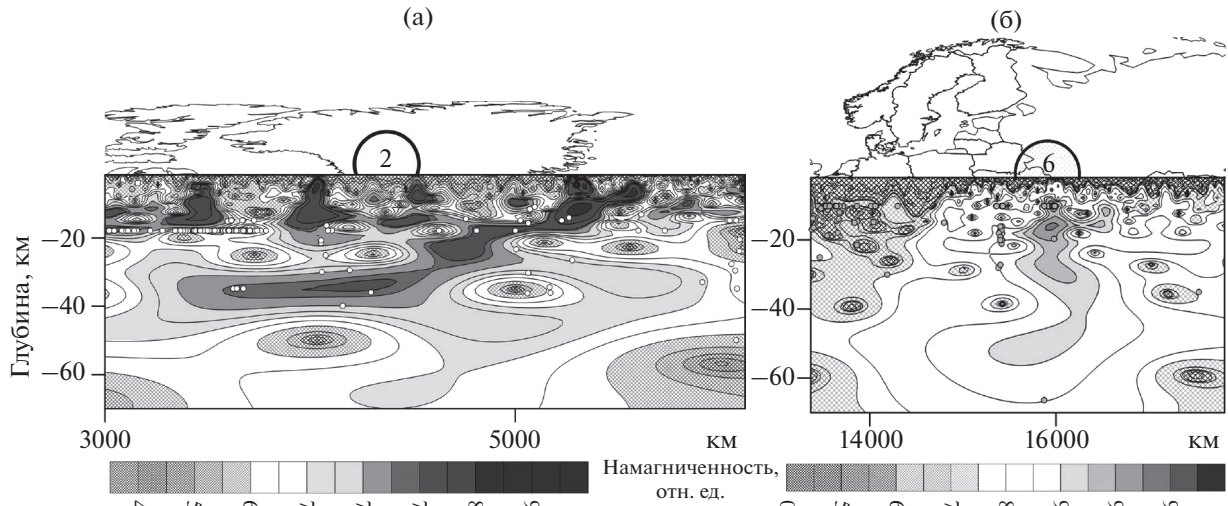 (а)
(б)
2
6
Глубина, км
−20
−40
−60
−20
−40
−60
3000
5000
км
14000
16000
км
Намагниченность,
отн. ед.